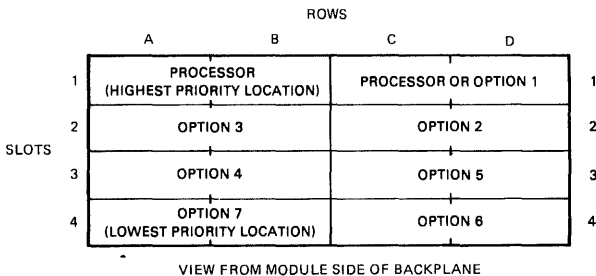 ROWS
A B C D
1 PROCESSOR (HIGHEST PRIORITY LOCATION) PROCESSOR OR OPTION 1 1
2 OPTION 3 OPTION 2 2
SLOTS
3 OPTION 4 OPTION 5 3
4 OPTION 7 (LOWEST PRIORITY LOCATION) OPTION 6 4
VIEW FROM MODULE SIDE OF BACKPLANE